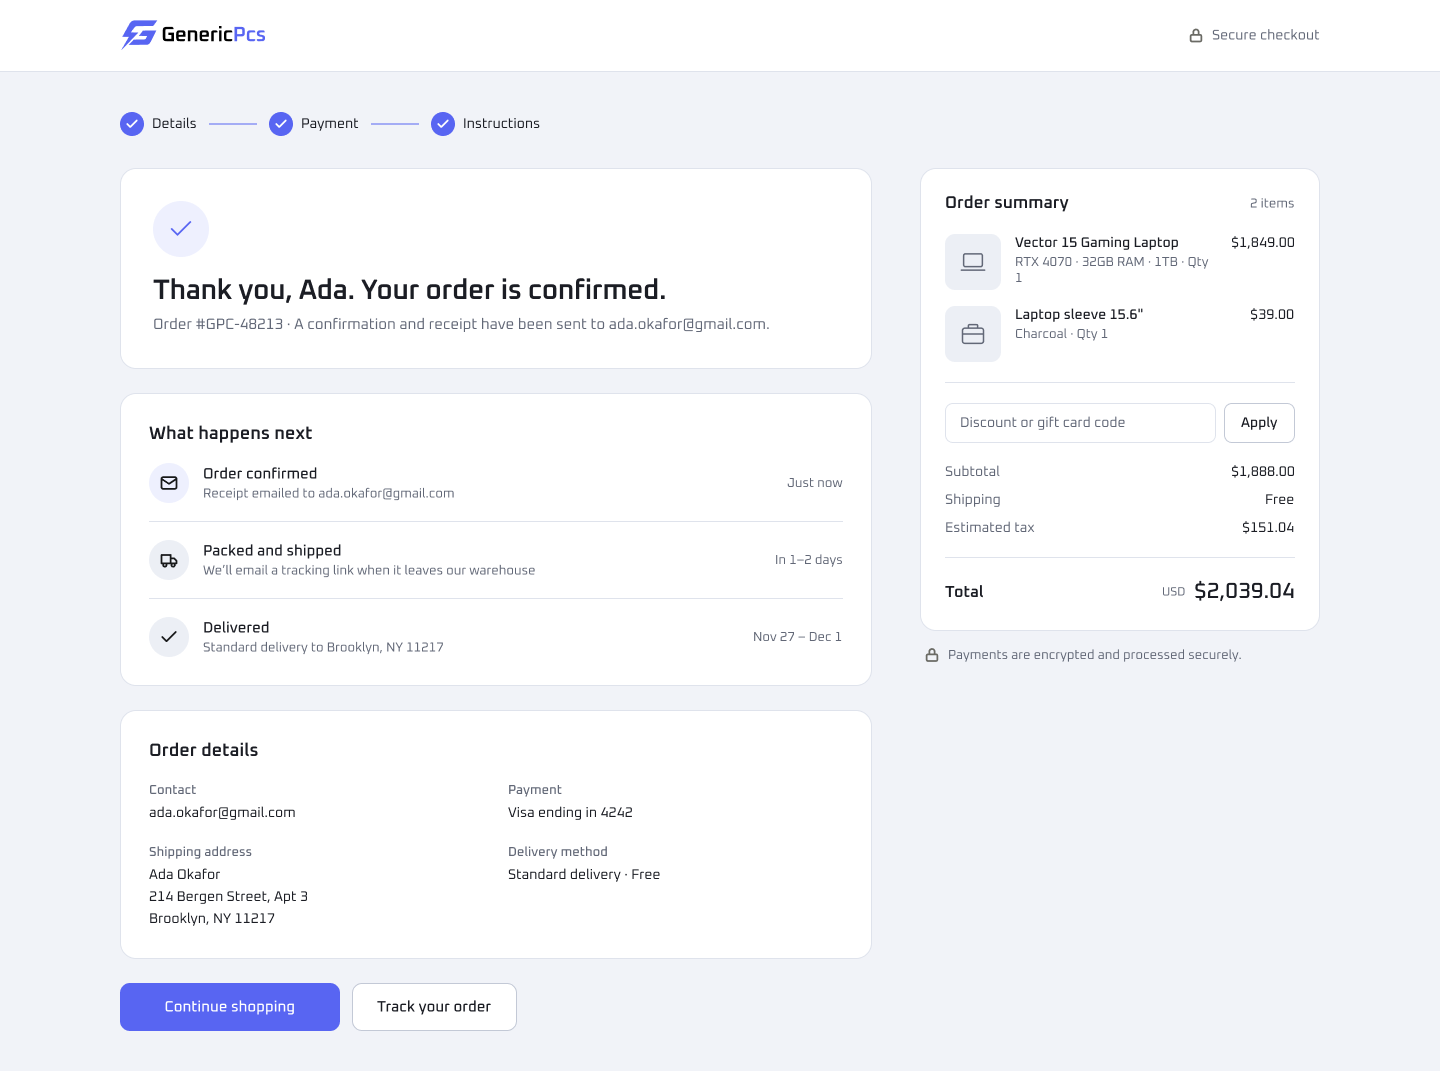 GenericPcs
Secure checkout
Details
Payment
Instructions
Thank you, Ada. Your order is confirmed.
Order #GPC-48213 · A confirmation and receipt have been sent to ada.okafor@gmail.com.
What happens next
Order confirmed
Receipt emailed to ada.okafor@gmail.com
Just now
Packed and shipped
We’ll email a tracking link when it leaves our warehouse
In 1–2 days
Delivered
Standard delivery to Brooklyn, NY 11217
Nov 27 – Dec 1
Order details
Contact
ada.okafor@gmail.com
Payment
Visa ending in 4242
Shipping address
Ada Okafor
214 Bergen Street, Apt 3
Brooklyn, NY 11217
Delivery method
Standard delivery · Free
Continue shopping
Track your order
Order summary
2 items
Vector 15 Gaming Laptop
$1,849.00
RTX 4070 · 32GB RAM · 1TB · Qty
1
Laptop sleeve 15.6"
$39.00
Charcoal · Qty 1
Discount or gift card code
Apply
Subtotal
$1,888.00
Shipping
Free
Estimated tax
$151.04
Total
USD $2,039.04
Payments are encrypted and processed securely.